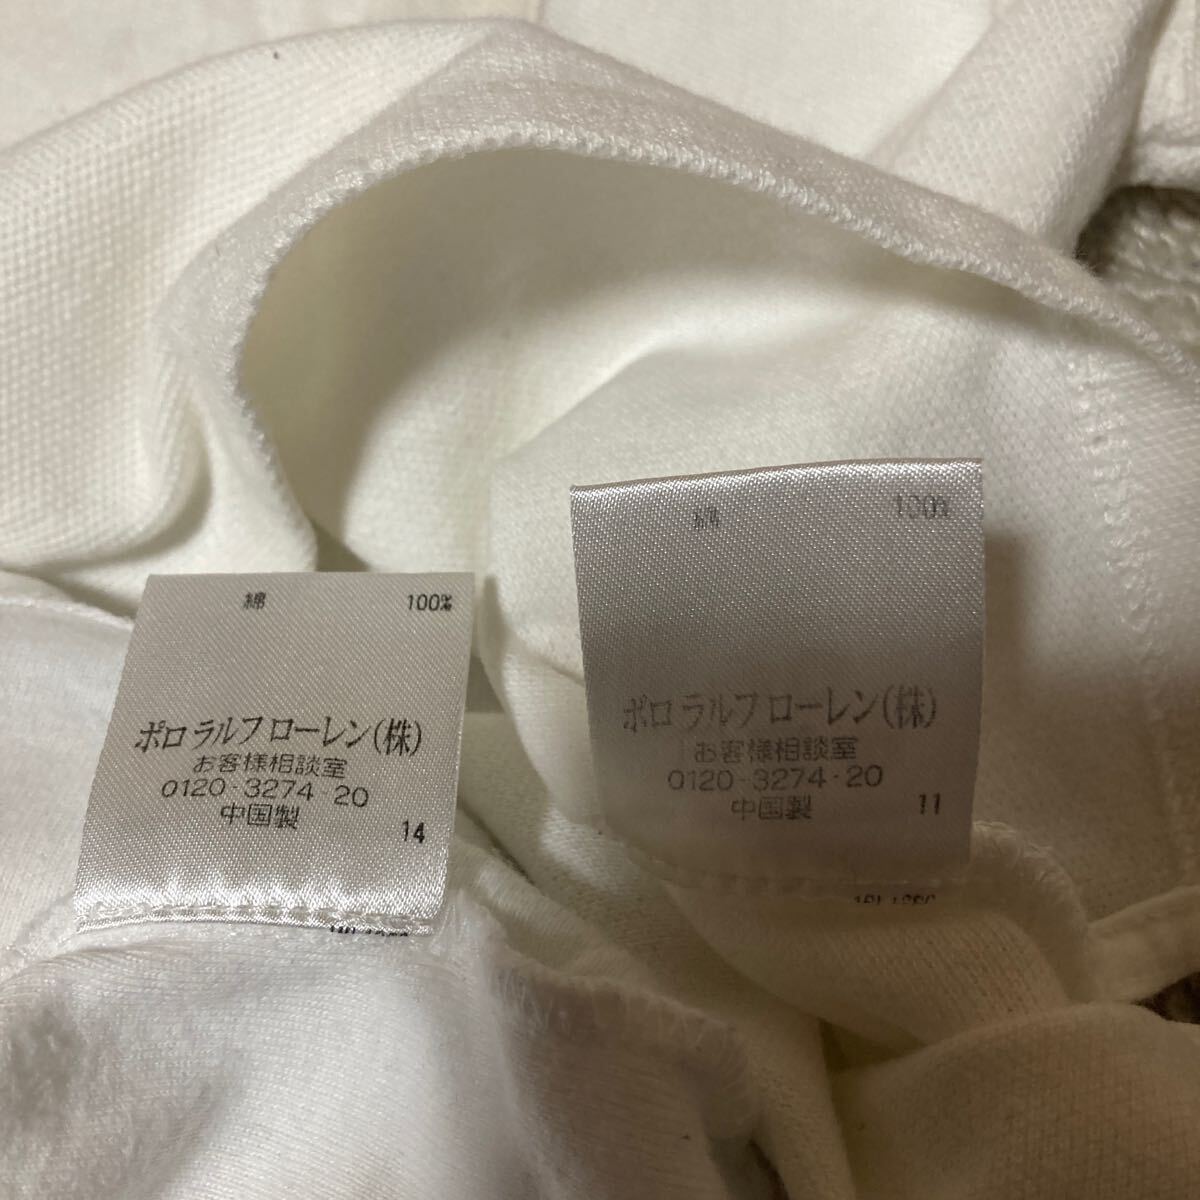 綿 100%
ポロ ラルフ ローレン(株)
お客様相談室
0120-3274-20
中国製
14
綿 100%
ポロ ラルフ ローレン(株)
お客様相談室
0120-3274-20
中国製
11